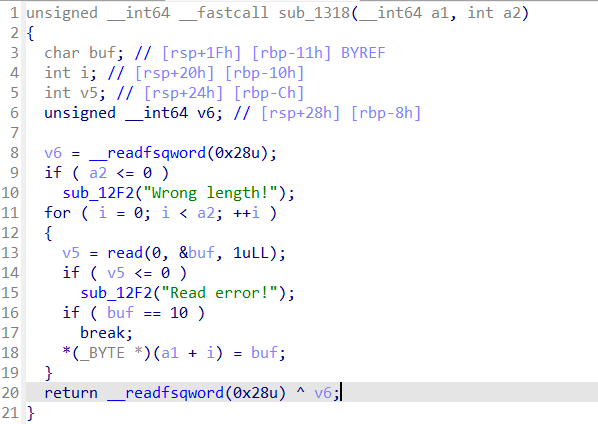 1 unsigned __int64 __fastcall sub_1318(__int64 a1, int a2)
2 {
3   char buf; // [rsp+1Fh] [rbp-11h] BYREF
4   int i; // [rsp+20h] [rbp-10h]
5   int v5; // [rsp+24h] [rbp-Ch]
6   unsigned __int64 v6; // [rsp+28h] [rbp-8h]
7
8   v6 = __readfsqword(0x28u);
9   if ( a2 <= 0 )
10     sub_12F2("Wrong length!");
11   for ( i = 0; i < a2; ++i )
12   {
13     v5 = read(0, &buf, 1uLL);
14     if ( v5 <= 0 )
15       sub_12F2("Read error!");
16     if ( buf == 10 )
17       break;
18     *(_BYTE *)(a1 + i) = buf;
19   }
20   return __readfsqword(0x28u) ^ v6;
21 }